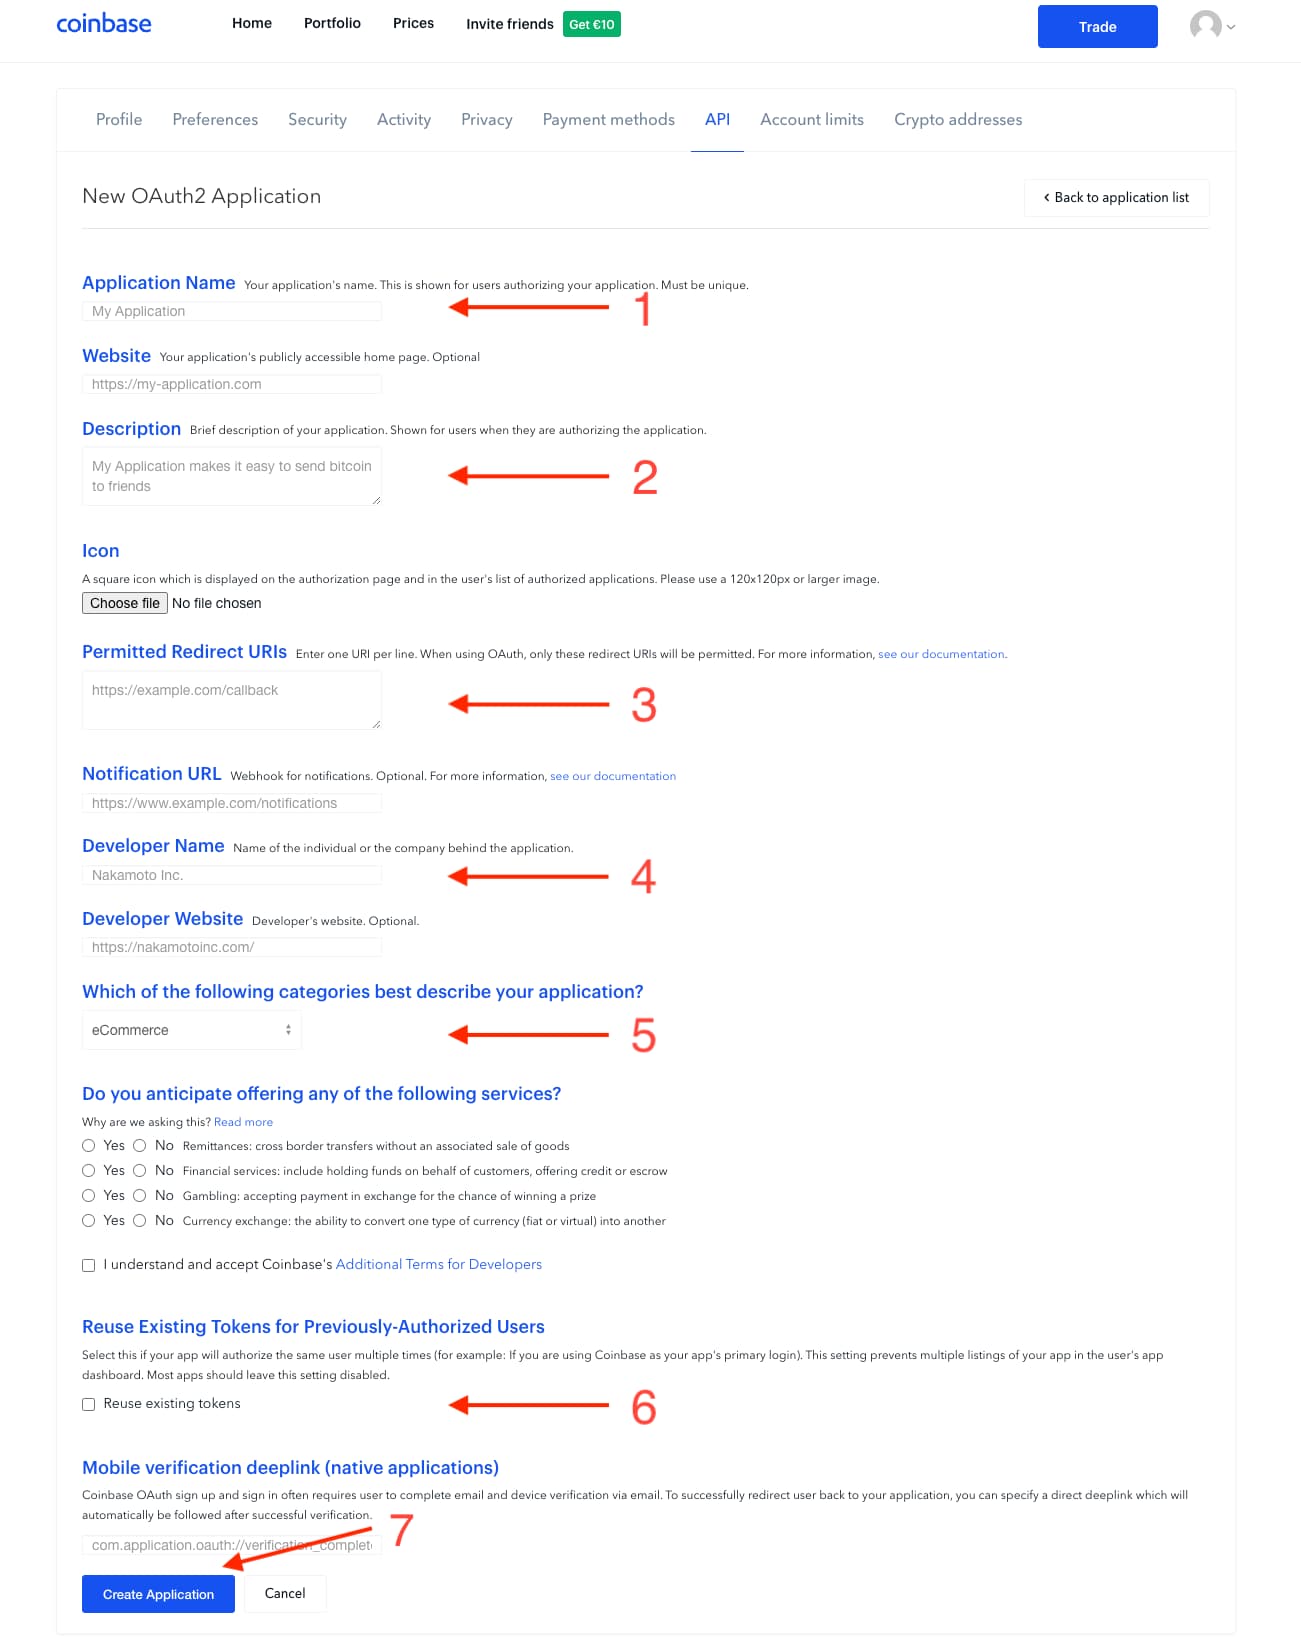 coinbase
Home Portfolio Prices Invite friends Get €10 Trade
Profile Preferences Security Activity Privacy Payment methods API Account limits Crypto addresses
New OAuth2 Application
Back to application list
Application Name Your application's name. This is shown for users authorizing your application. Must be unique.
My Application
1
Website Your application's publicly accessible home page. Optional
https://my-application.com
Description Brief description of your application. Shown for users when they are authorizing the application.
My Application makes it easy to send bitcoin
to friends
2
Icon
A square icon which is displayed on the authorization page and in the user's list of authorized applications. Please use a 120x120px or larger image.
Choose file No file chosen
Permitted Redirect URIs Enter one URI per line. When using OAuth, only these redirect URIs will be permitted. For more information, see our documentation.
https://example.com/callback
3
Notification URL Webhook for notifications. Optional. For more information, see our documentation
https://www.example.com/notifications
Developer Name Name of the individual or the company behind the application.
Nakamoto Inc.
4
Developer Website Developer's website. Optional.
https://nakamotoinc.com/
Which of the following categories best describe your application?
eCommerce
5
Do you anticipate offering any of the following services?
Why are we asking this? Read more
Yes No Remittances: cross border transfers without an associated sale of goods
Yes No Financial services: include holding funds on behalf of customers, offering credit or escrow
Yes No Gambling: accepting payment in exchange for the chance of winning a prize
Yes No Currency exchange: the ability to convert one type of currency (fiat or virtual) into another
I understand and accept Coinbase's Additional Terms for Developers
Reuse Existing Tokens for Previously-Authorized Users
Select this if your app will authorize the same user multiple times (for example: If you are using Coinbase as your app's primary login). This setting prevents multiple listings of your app in the user's app
dashboard. Most apps should leave this setting disabled.
Reuse existing tokens
6
Mobile verification deeplink (native applications)
Coinbase OAuth sign up and sign in often requires user to complete email and device verification via email. To successfully redirect user back to your application, you can specify a direct deeplink which will
automatically be followed after successful verification.
7
com.application.oauth://verification_complet
Create Application Cancel